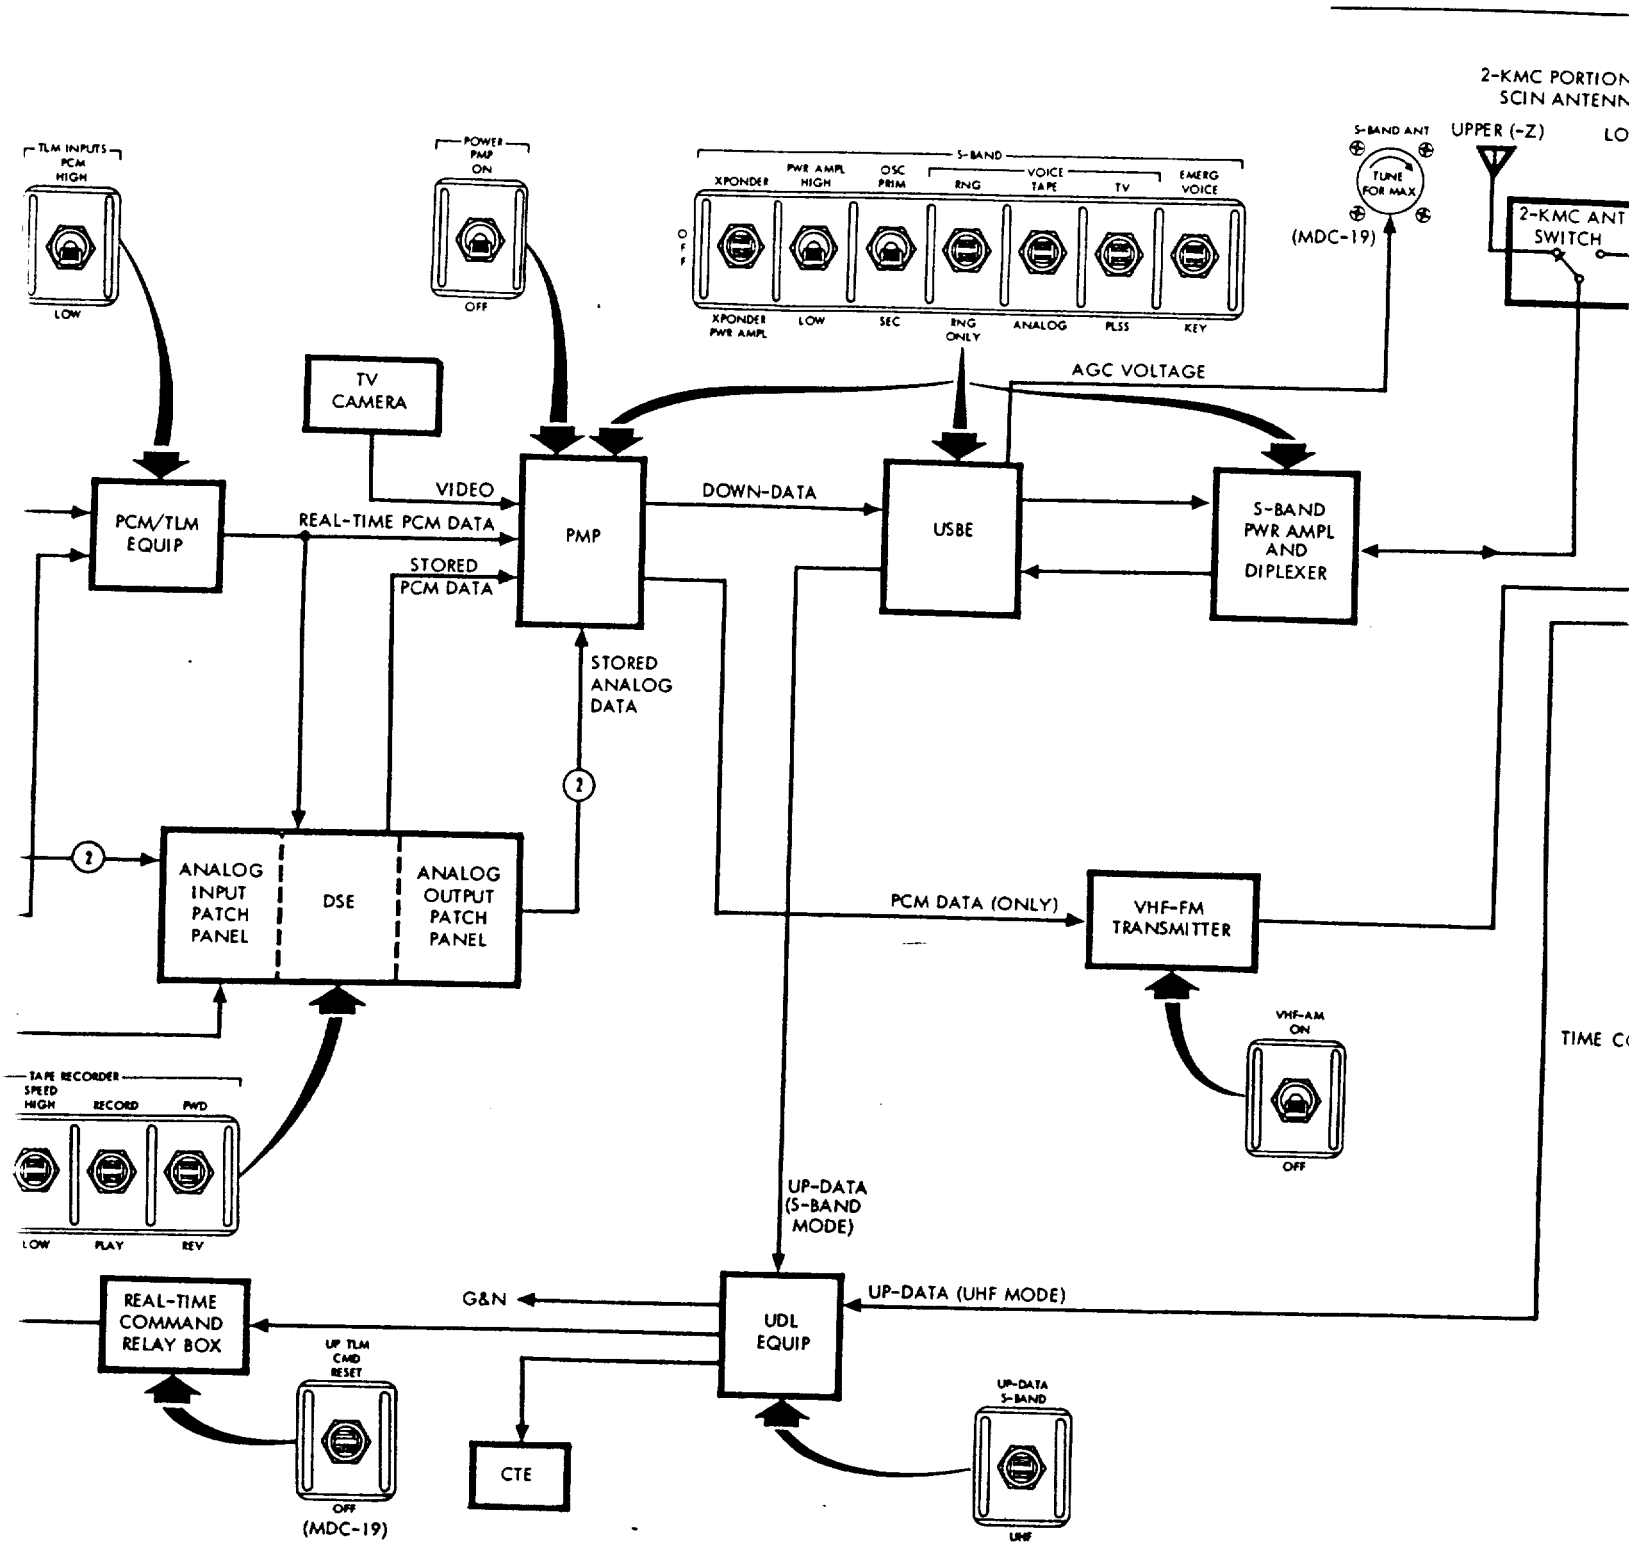 2-KMC PORTION
SCIN ANTENN
S-BAND ANT
UPPER (-Z)
LO
TUNE
FOR MAX
(MDC-19)
2-KMC ANT
SWITCH
TLM INPUTS
PCM
HIGH
LOW
POWER
PMP
ON
OFF
S-BAND
XPONDER
PWR AMPL
HIGH
OSC
PRIM
VOICE
RNG
TAPE
TV
EMERG
VOICE
OFF
XPONDER
PWR AMPL
LOW
SEC
RNG
ONLY
ANALOG
PLSS
KEY
AGC VOLTAGE
TV
CAMERA
VIDEO
DOWN-DATA
PCM/TLM
EQUIP
REAL-TIME PCM DATA
PMP
USBE
S-BAND
PWR AMPL
AND
DIPLEXER
STORED
PCM DATA
STORED
ANALOG
DATA
2
2
ANALOG
INPUT
PATCH
PANEL
DSE
ANALOG
OUTPUT
PATCH
PANEL
PCM DATA (ONLY)
VHF-FM
TRANSMITTER
VHF-AM
ON
OFF
TIME CO
TAPE RECORDER
SPEED
HIGH
RECORD
FWD
LOW
PLAY
REV
UP-DATA
(S-BAND
MODE)
REAL-TIME
COMMAND
RELAY BOX
G&N
UDL
EQUIP
UP-DATA (UHF MODE)
UP TLM
CMD
RESET
OFF
(MDC-19)
CTE
UP-DATA
S-BAND
UHF